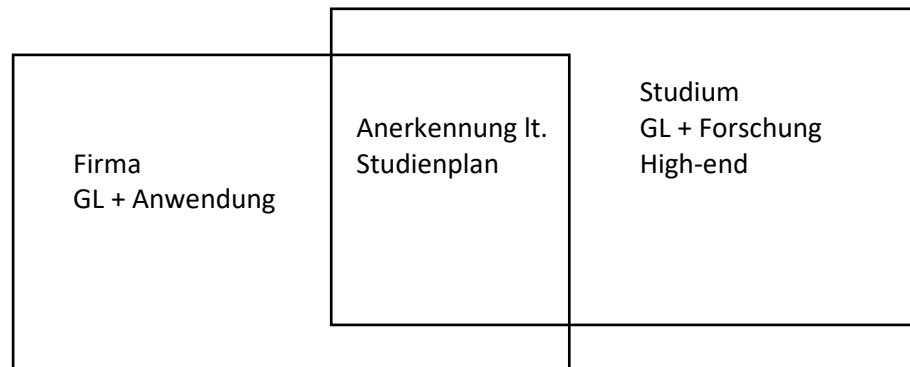 Firma
GL + Anwendung
Anerkennung lt.
Studienplan
Studium
GL + Forschung
High-end